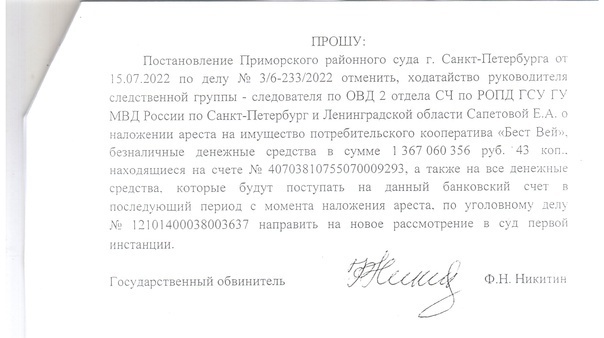 ПРОШУ:
Постановление Приморского районного суда г. Санкт-Петербурга от
15.07.2022 по делу № 3/6-233/2022 отменить, ходатайство руководителя
следственной группы - следователя по ОВД 2 отдела СЧ по РОПД ГСУ ГУ
МВД России по Санкт-Петербург и Ленинградской области Сапетовой Е.А. о
наложении ареста на имущество потребительского кооператива «Бест Вей»,
безналичные денежные средства в сумме 1 367 060 356 руб. 43 коп.,
находящиеся на счете № 40703810755070009293, а также на все денежные
средства, которые будут поступать на данный банковский счет в
последующий период с момента наложения ареста, по уголовному делу
№ 12101400038003637 направить на новое рассмотрение в суд первой
инстанции.
Государственный обвинитель Ф.Н. Никитин